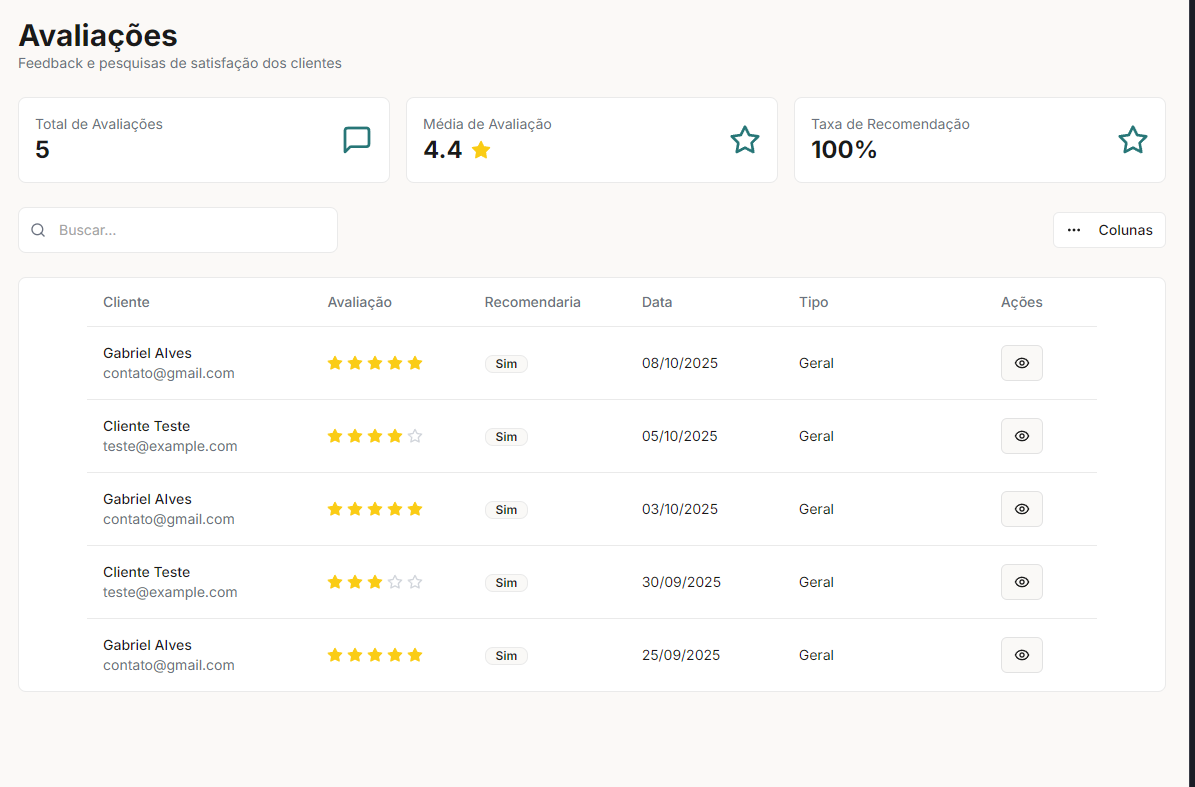 Avaliações
Feedback e pesquisas de satisfação dos clientes
Total de Avaliações
5
Média de Avaliação
4.4
Taxa de Recomendação
100%
Buscar...
Colunas
Cliente Avaliação Recomendaria Data Tipo Ações
Gabriel Alves
contato@gmail.com
Sim 08/10/2025 Geral
Cliente Teste
teste@example.com
Sim 05/10/2025 Geral
Gabriel Alves
contato@gmail.com
Sim 03/10/2025 Geral
Cliente Teste
teste@example.com
Sim 30/09/2025 Geral
Gabriel Alves
contato@gmail.com
Sim 25/09/2025 Geral